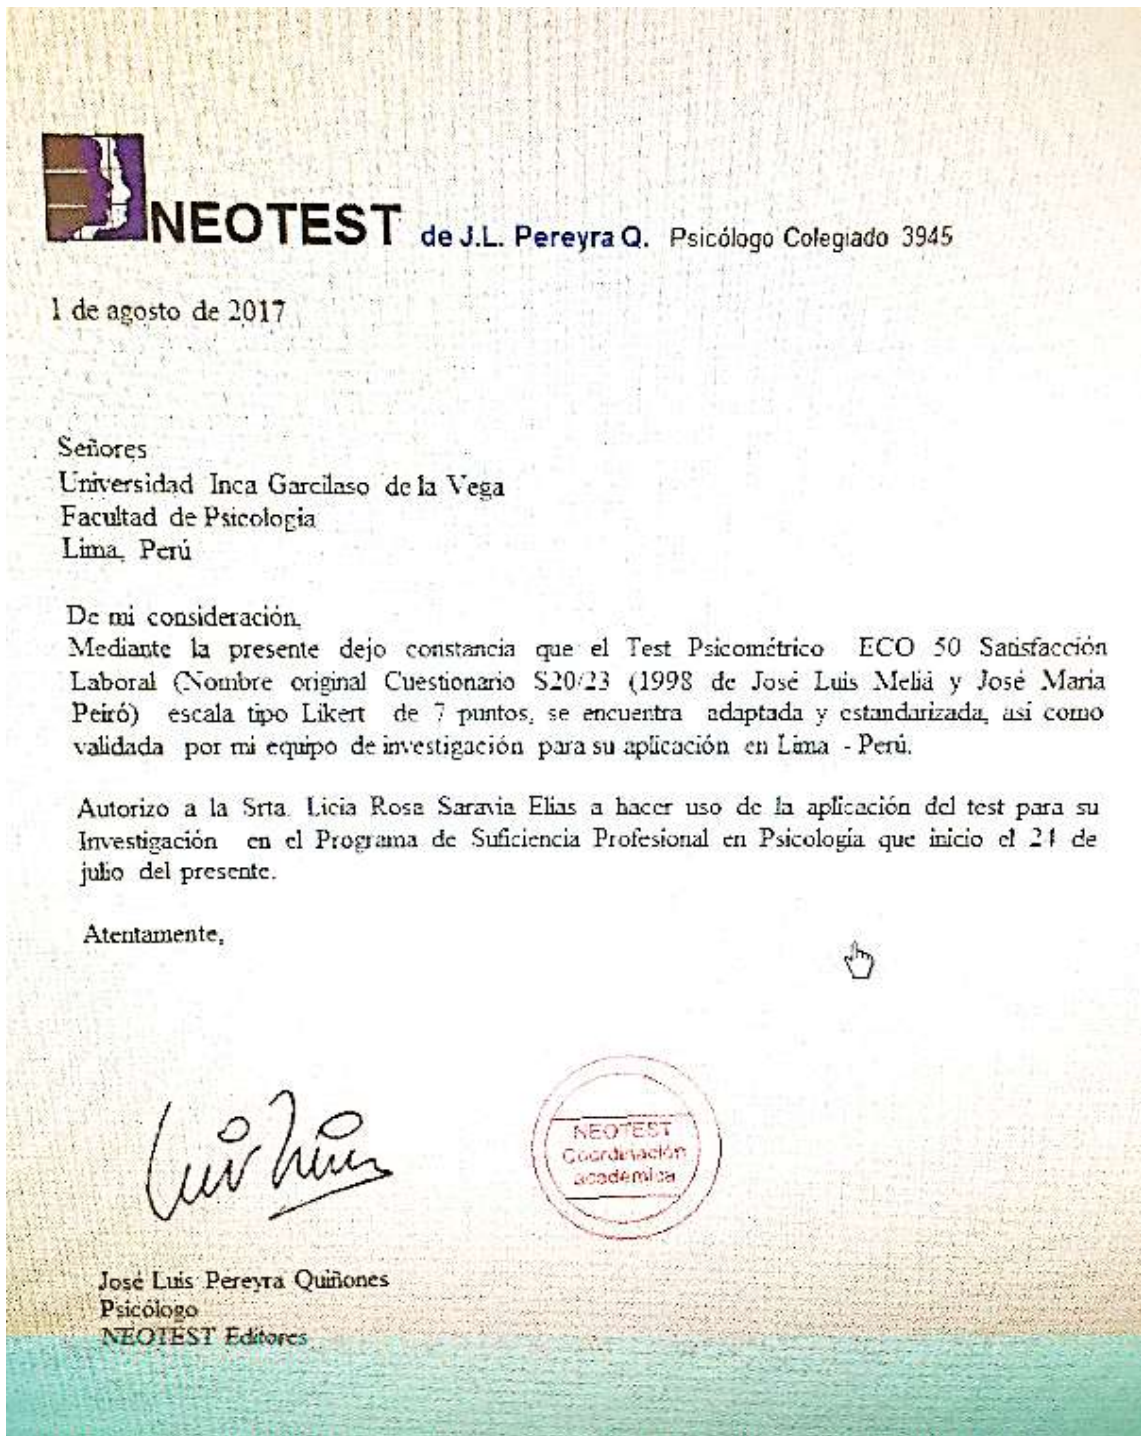 NEOTEST de J.L. Pereyra Q. Psicólogo Colegiado 3945
1 de agosto de 2017
Señores
Universidad Inca Garcilaso de la Vega
Facultad de Psicología
Lima, Perú
De mi consideración,
Mediante la presente dejo constancia que el Test Psicométrico ECO 50 Satisfacción
Laboral (Nombre original Cuestionario S20/23 (1998 de José Luis Meliá y José Maria
Peiró) escala tipo Likert de 7 puntos, se encuentra adaptada y estandarizada, así como
validada por mi equipo de investigación para su aplicación en Lima - Perú.
Autorizo a la Srta. Licia Rosa Saravia Elias a hacer uso de la aplicación del test para su
Investigación en el Programa de Suficiencia Profesional en Psicología que inicio el 24 de
julio del presente.
Atentamente,
NEOTEST
Coordinación
academica
José Luis Pereyra Quiñones
Psicólogo
NEOTEST Editores